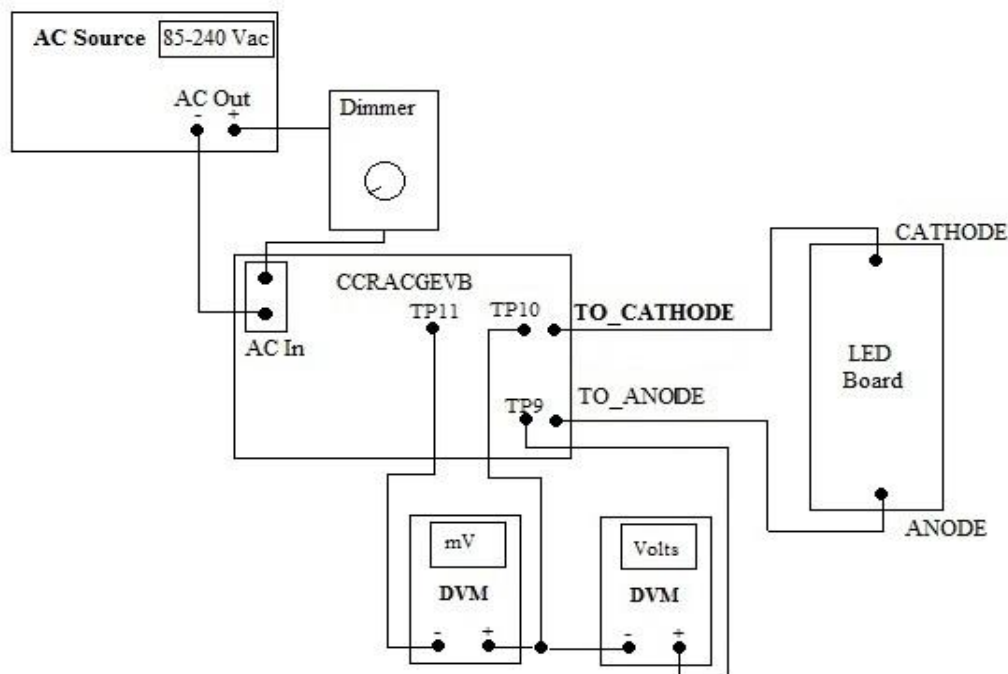 AC Source 85-240 Vac
AC Out
- +
Dimmer
CATHODE
CCRACGEVB
TP11 TP10 TO_CATHODE
AC In
LED
Board
TP9 TO_ANODE
ANODE
mV Volts
DVM DVM
- + - +